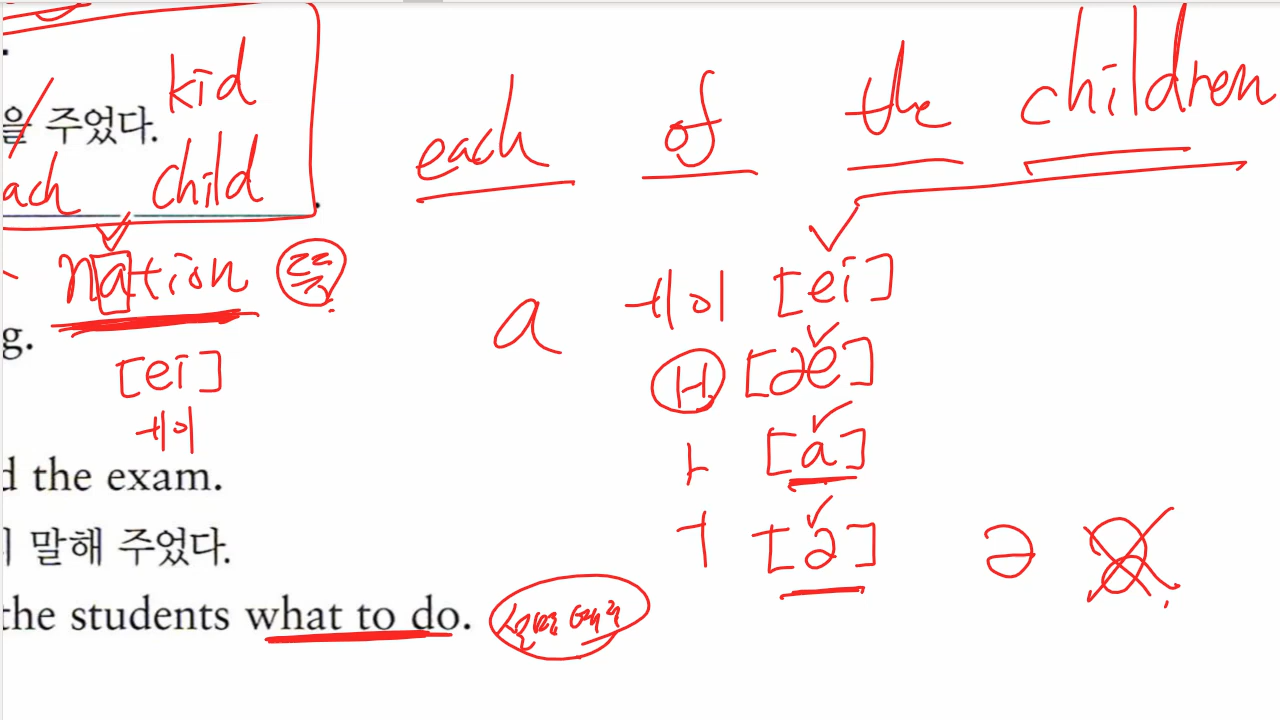 kid
을 주었다.
ach child
each of the children
nation
a
ㅔ이 [ei]
ㅐ [æ]
ㅏ [a]
ㅓ [ə] ə
g.
[ei]
ㅔ이
d the exam.
말해 주었다.
the students what to do.